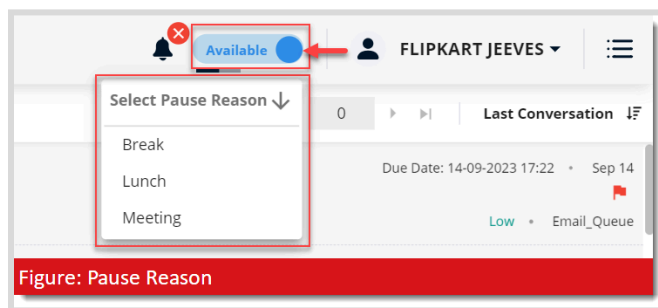 Available
FLIPKART JEEVES
Select Pause Reason
0
Last Conversation
Break
Due Date: 14-09-2023 17:22 • Sep 14
Lunch
Meeting
Low • Email_Queue
Figure: Pause Reason